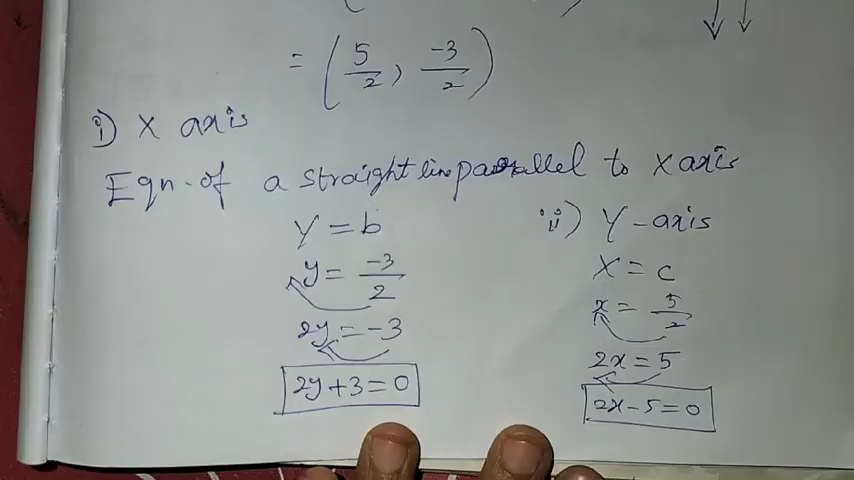 = (5/2, -3/2)
i) X axis
Eqn. of a straight line parallel to X axis
Y = b
y = -3/2
2y = -3
2y + 3 = 0
ii) Y - axis
X = c
x = 5/2
2x = 5
2x - 5 = 0